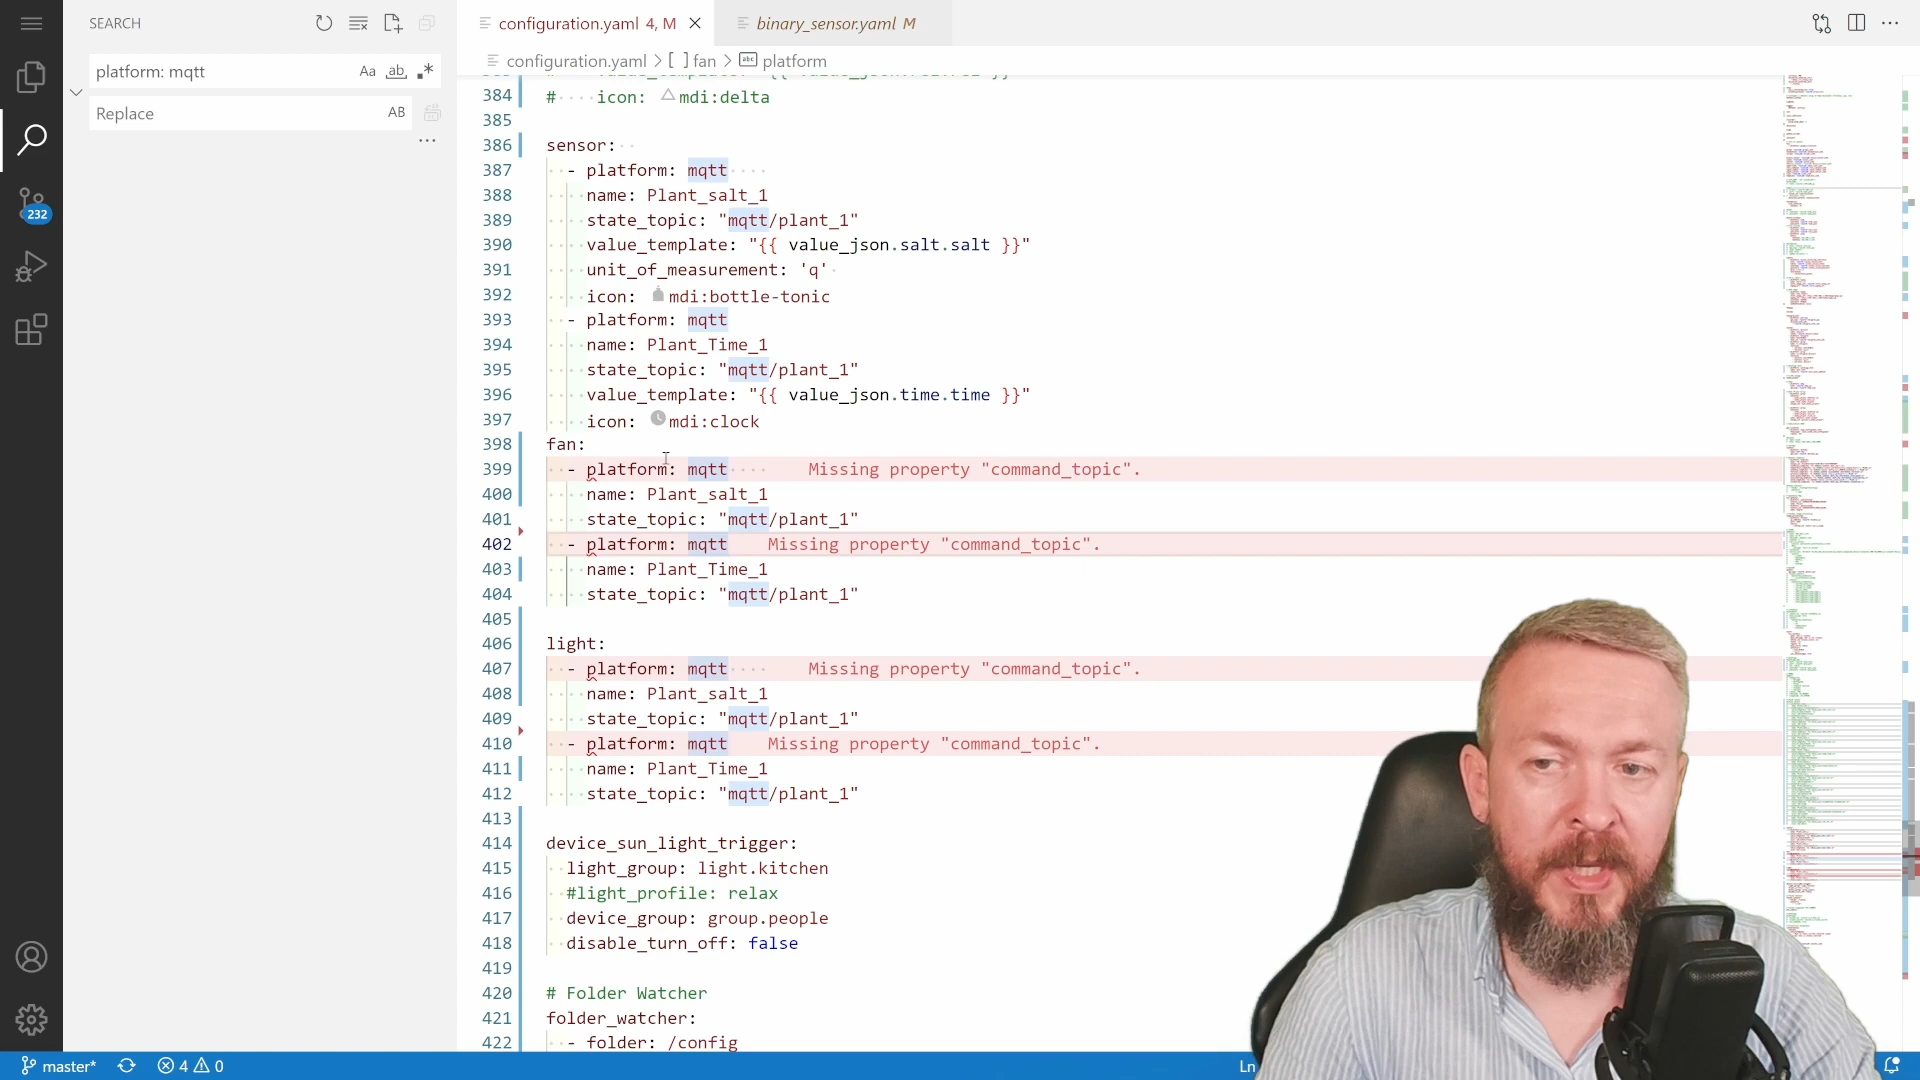 SEARCH
configuration.yaml 4, M
binary_sensor.yaml M
configuration.yaml > [ ] fan > abc platform
platform: mqtt
Aa ab .*
Replace
AB
232
384 # icon: mdi:delta
385
386 sensor:
387 - platform: mqtt
388 name: Plant_salt_1
389 state_topic: "mqtt/plant_1"
390 value_template: "{{ value_json.salt.salt }}"
391 unit_of_measurement: 'q'
392 icon: mdi:bottle-tonic
393 - platform: mqtt
394 name: Plant_Time_1
395 state_topic: "mqtt/plant_1"
396 value_template: "{{ value_json.time.time }}"
397 icon: mdi:clock
398 fan:
399 - platform: mqtt Missing property "command_topic".
400 name: Plant_salt_1
401 state_topic: "mqtt/plant_1"
402 - platform: mqtt Missing property "command_topic".
403 name: Plant_Time_1
404 state_topic: "mqtt/plant_1"
405
406 light:
407 - platform: mqtt Missing property "command_topic".
408 name: Plant_salt_1
409 state_topic: "mqtt/plant_1"
410 - platform: mqtt Missing property "command_topic".
411 name: Plant_Time_1
412 state_topic: "mqtt/plant_1"
413
414 device_sun_light_trigger:
415 light_group: light.kitchen
416 #light_profile: relax
417 device_group: group.people
418 disable_turn_off: false
419
420 # Folder Watcher
421 folder_watcher:
422 - folder: /config
master* 4 0 Ln